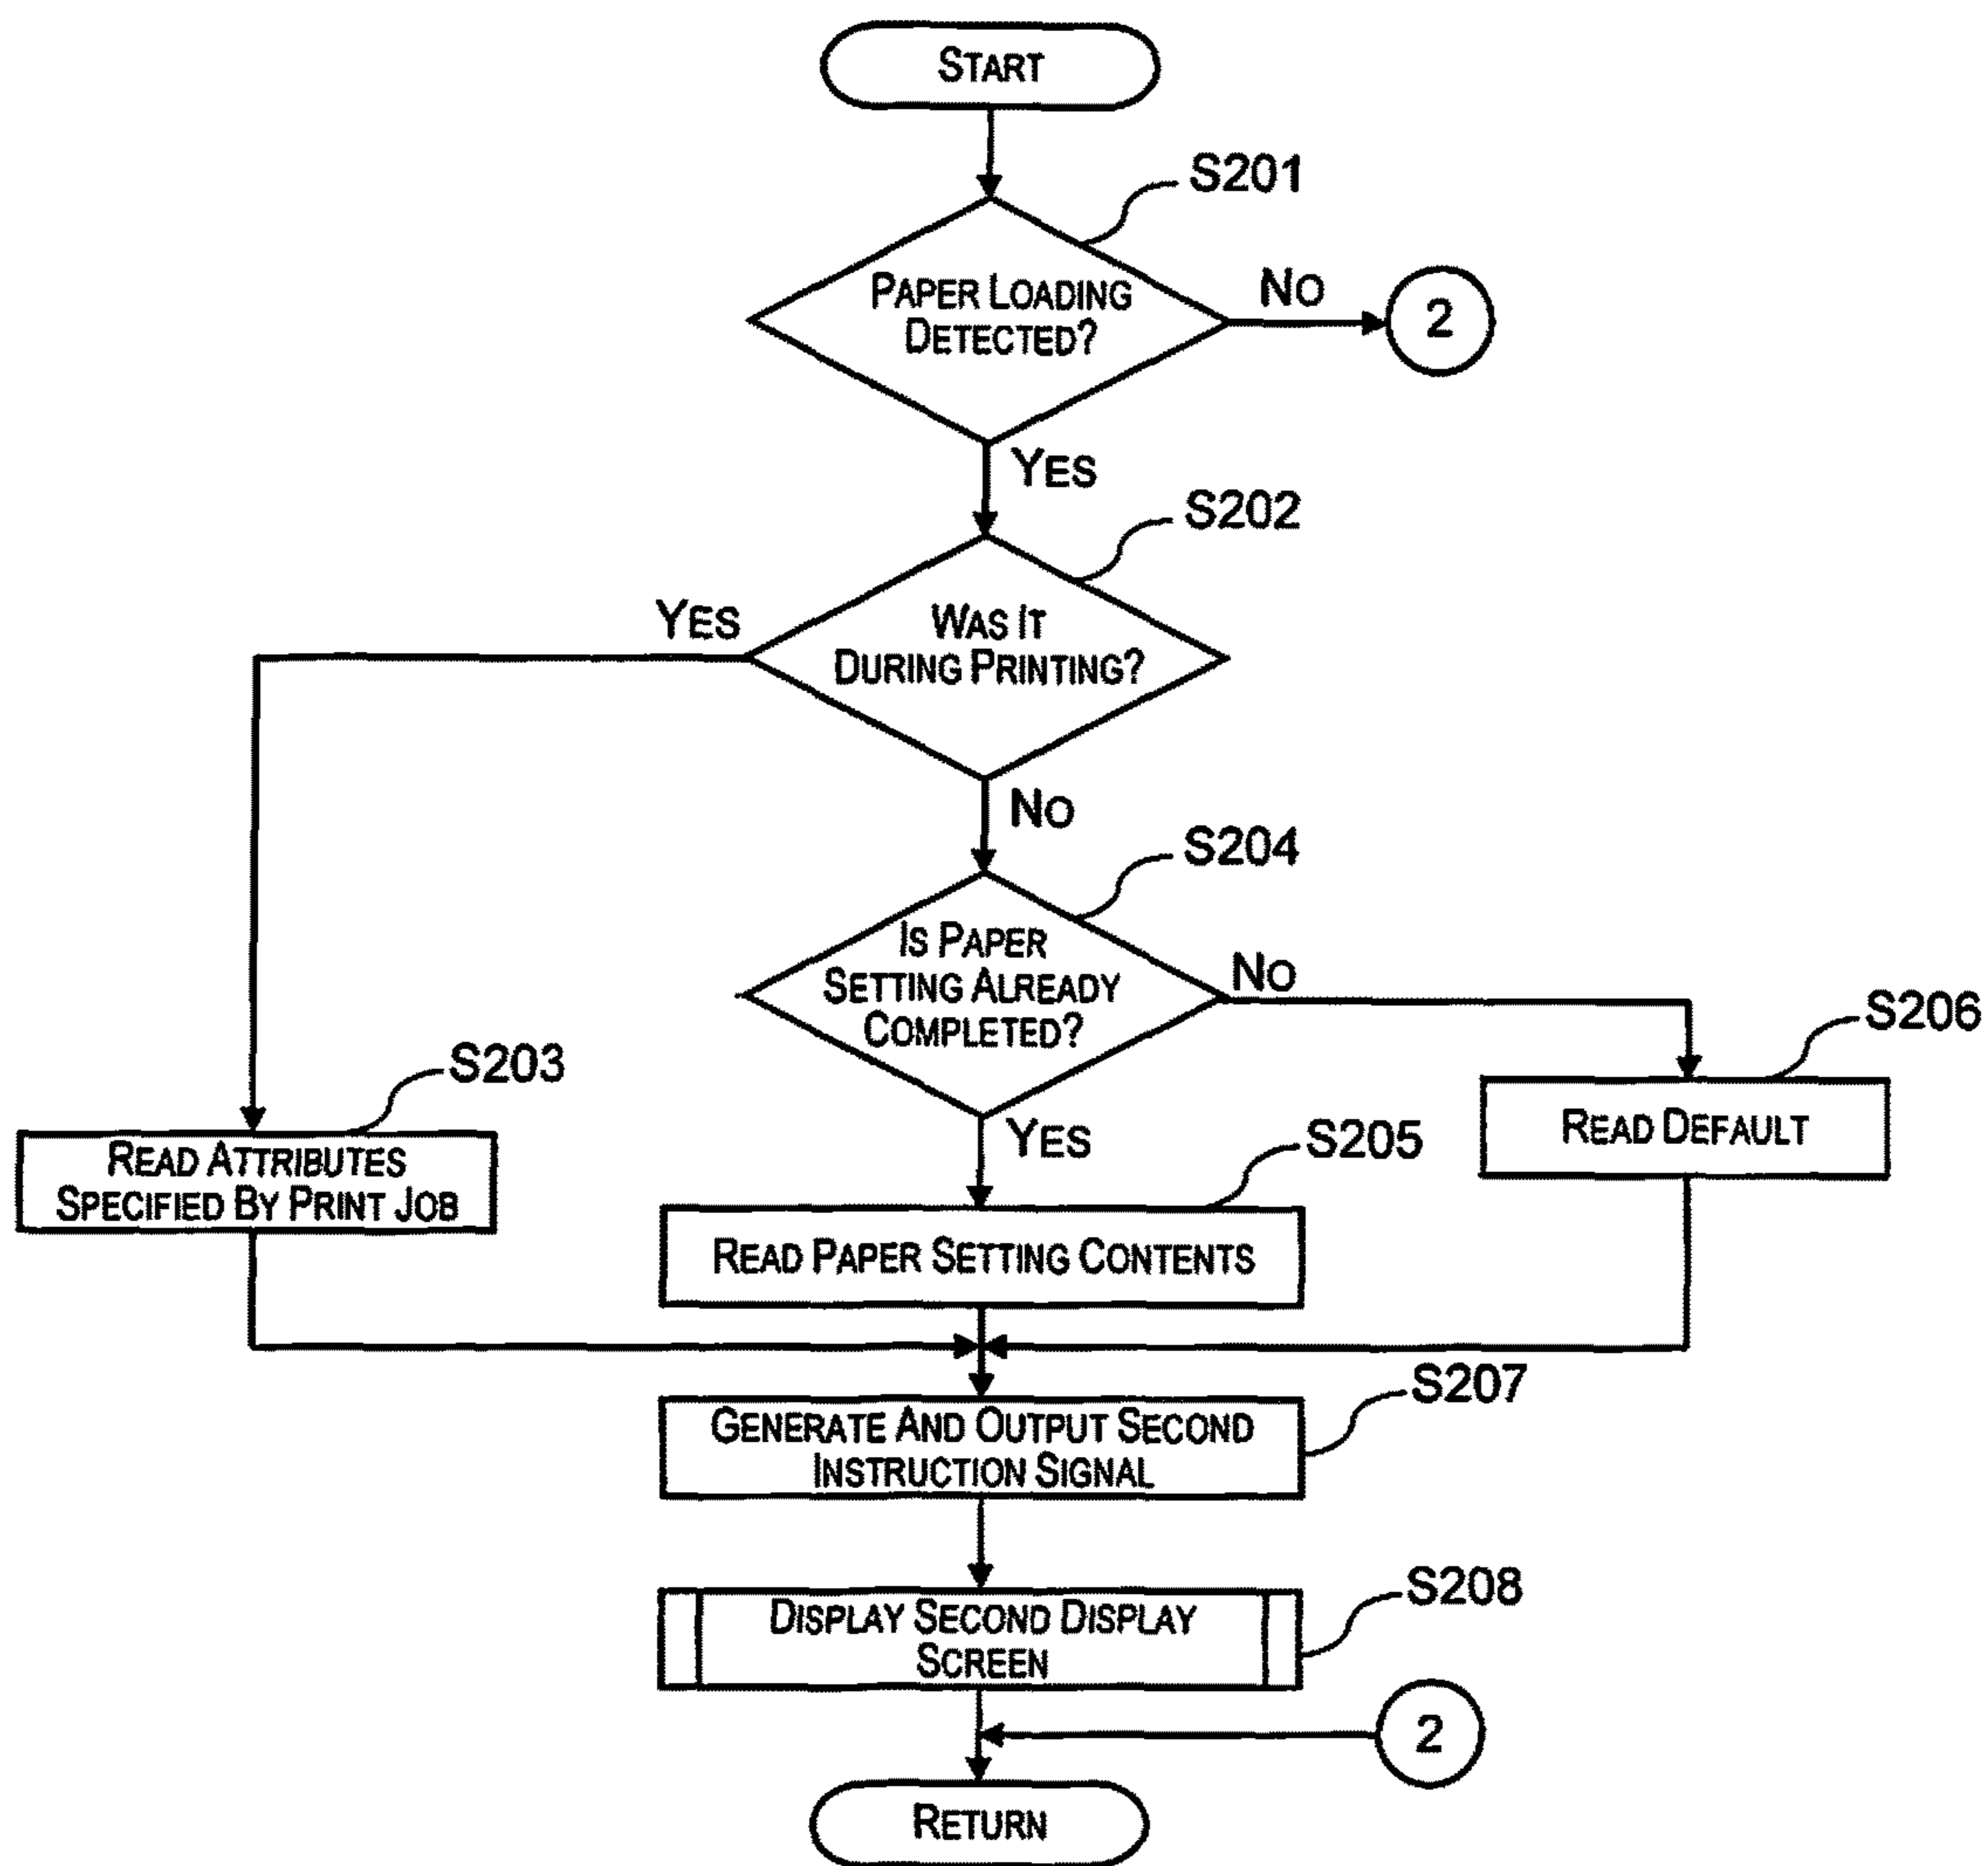 START
S201
PAPER LOADING
DETECTED?
NO
2
YES
S202
WAS IT
DURING PRINTING?
YES
NO
S204
IS PAPER
SETTING ALREADY
COMPLETED?
NO
S206
READ DEFAULT
S203
READ ATTRIBUTES
SPECIFIED BY PRINT JOB
YES
S205
READ PAPER SETTING CONTENTS
S207
GENERATE AND OUTPUT SECOND
INSTRUCTION SIGNAL
S208
DISPLAY SECOND DISPLAY
SCREEN
2
RETURN